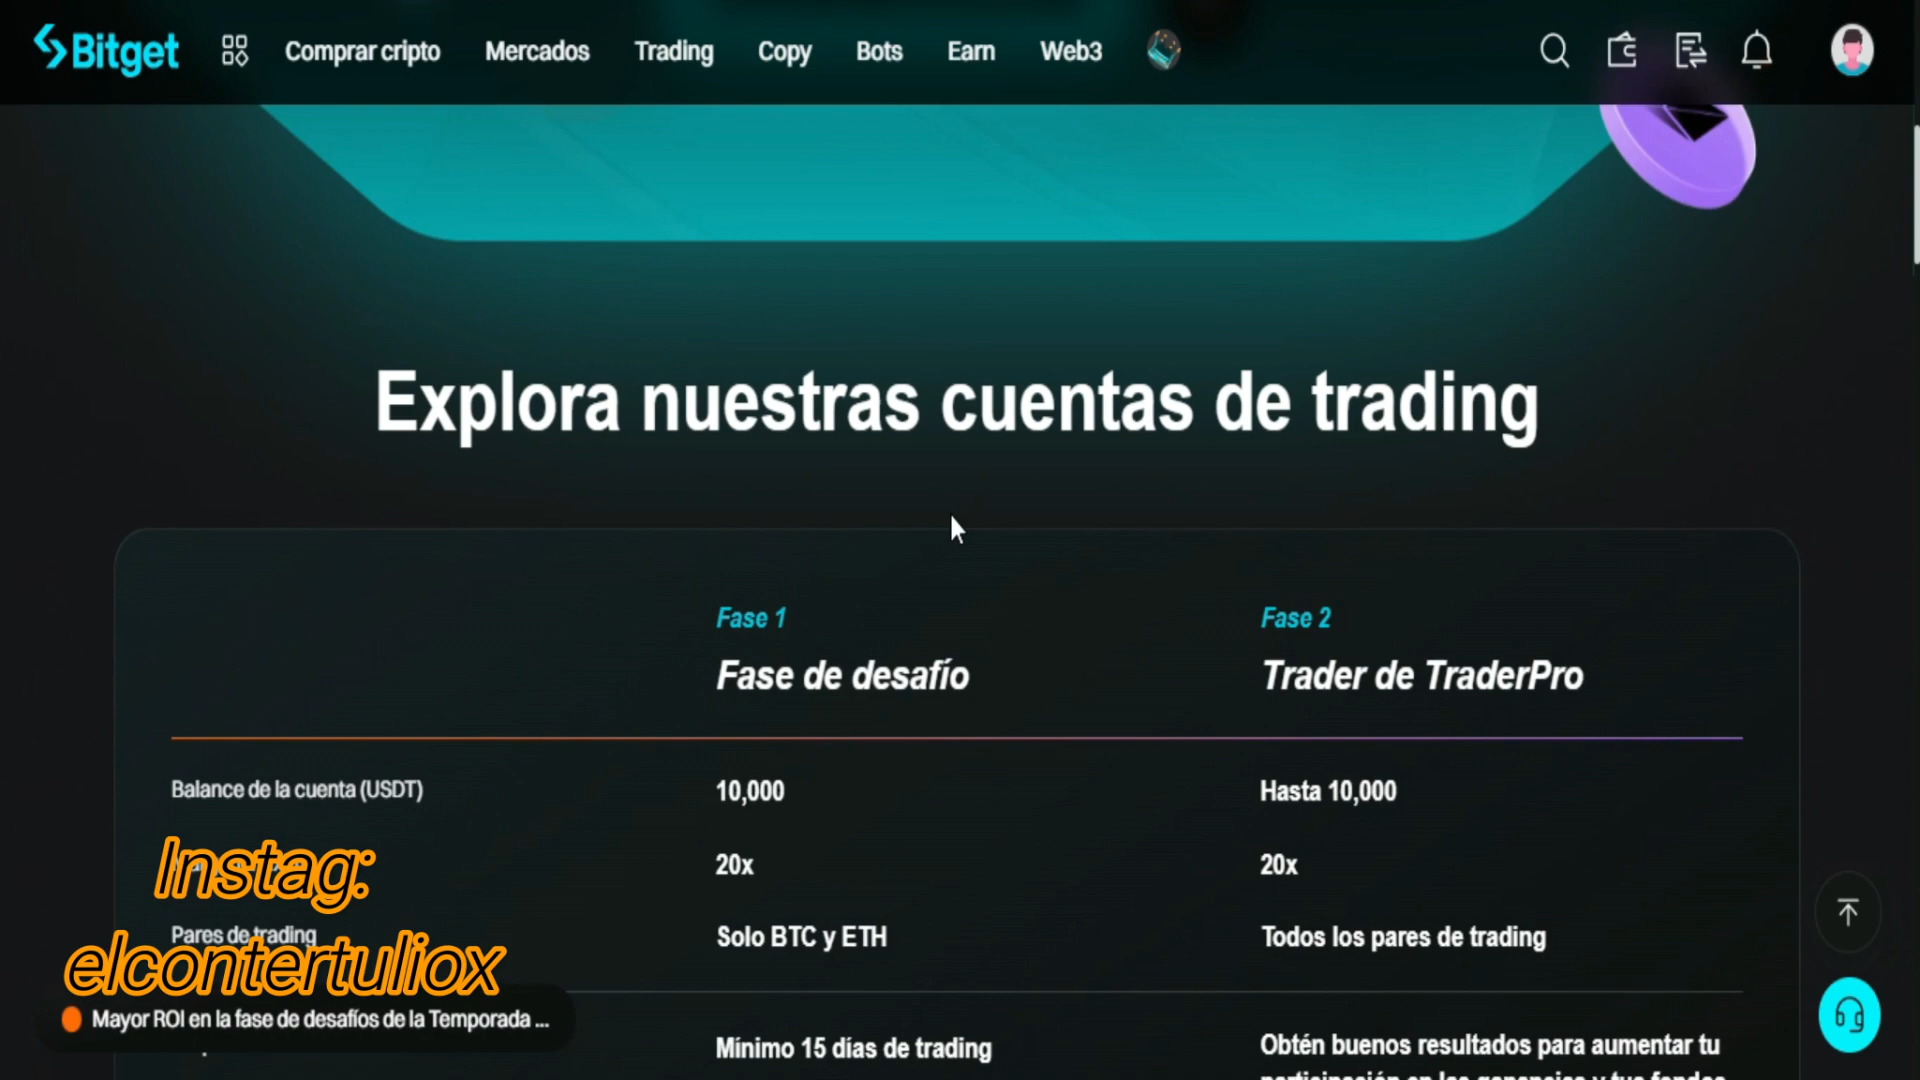 Bitget
Comprar cripto
Mercados
Trading
Copy
Bots
Earn
Web3
Explora nuestras cuentas de trading
Fase 1
Fase 2
Fase de desafío
Trader de TraderPro
Balance de la cuenta (USDT)
10,000
Hasta 10,000
Instag:
20x
20x
Pares de trading
Solo BTC y ETH
Todos los pares de trading
elcontertuliox
Mayor ROI en la fase de desafíos de la Temporada ...
Mínimo 15 días de trading
Obtén buenos resultados para aumentar tu